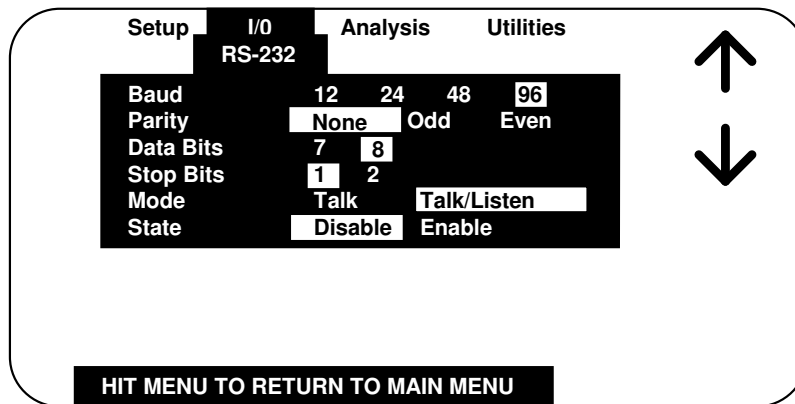 Setup I/0 Analysis Utilities
RS-232
Baud 12 24 48 96
Parity None Odd Even
Data Bits 7 8
Stop Bits 1 2
Mode Talk Talk/Listen
State Disable Enable
HIT MENU TO RETURN TO MAIN MENU